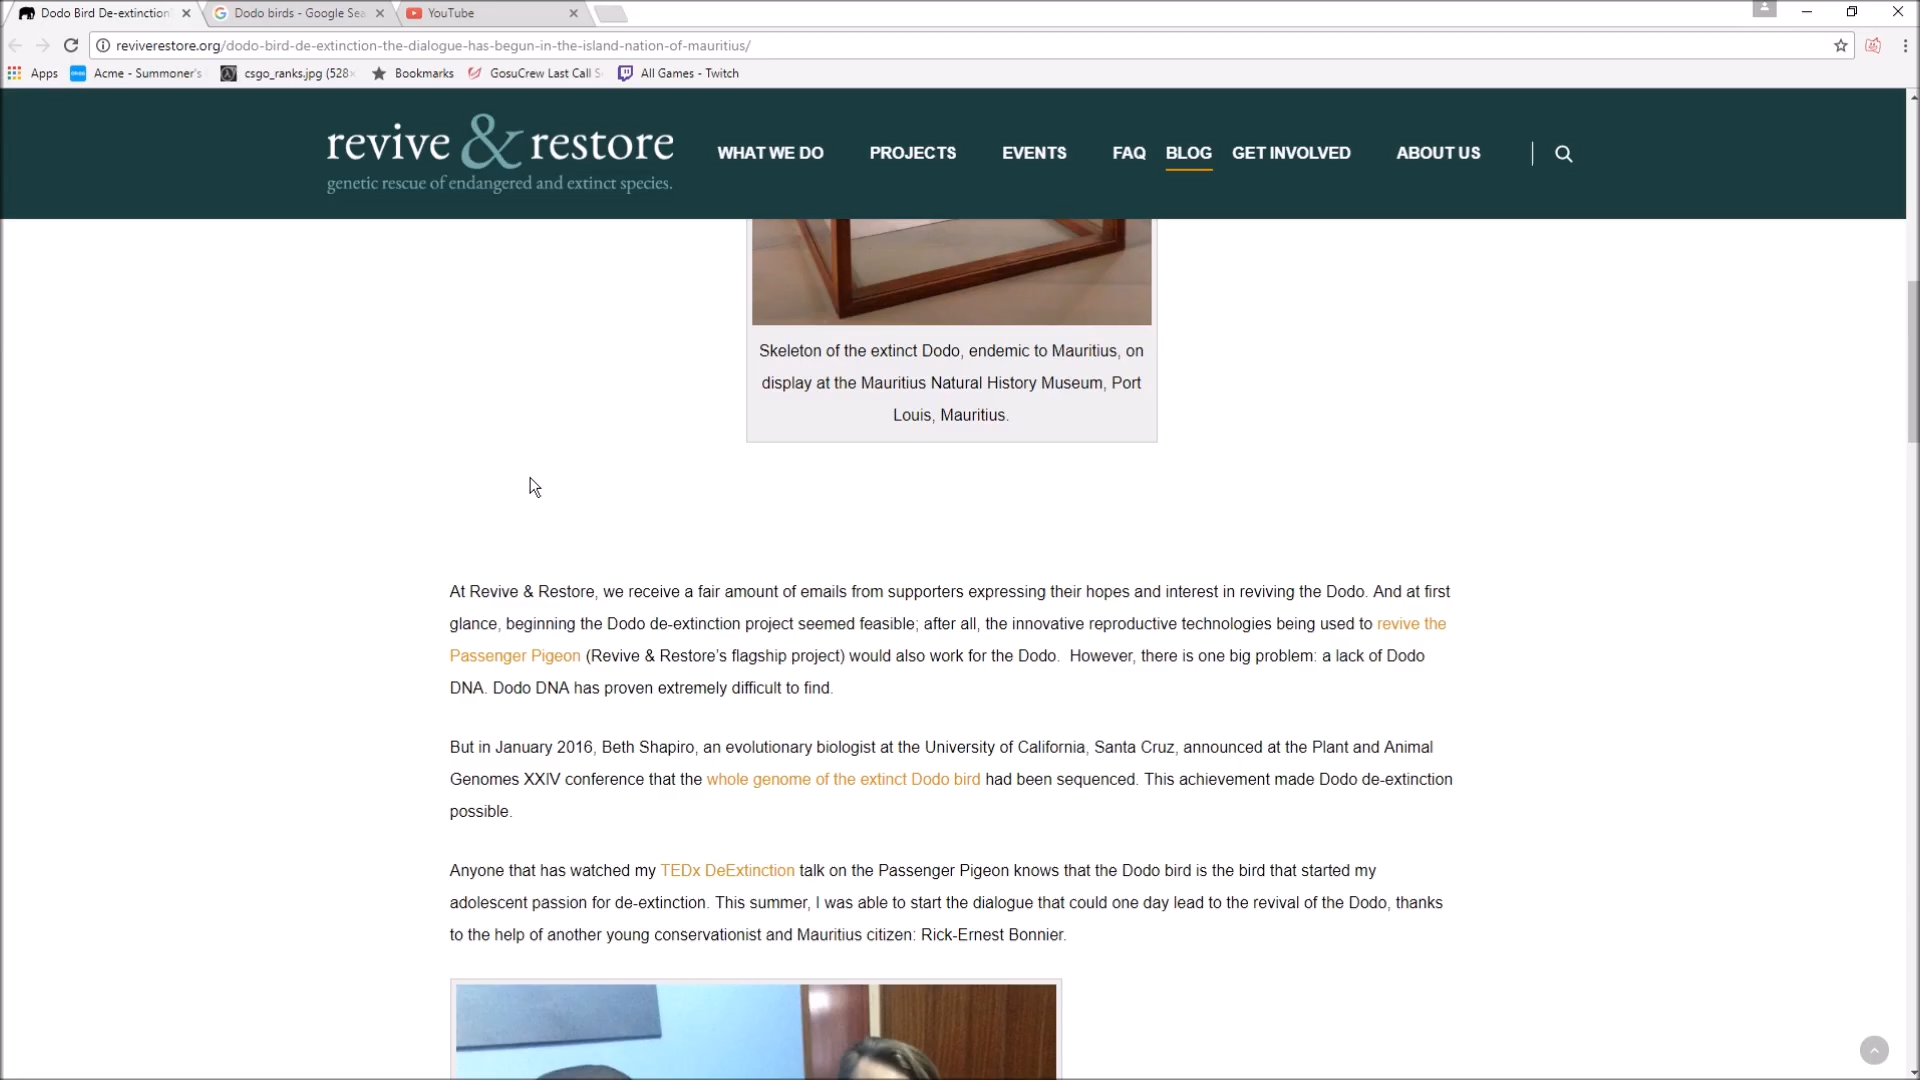 Dodo Bird De-extinction
Dodo birds - Google Sea
YouTube
reviverestore.org/dodo-bird-de-extinction-the-dialogue-has-begun-in-the-island-nation-of-mauritius/
Apps Acme - Summoner's csgo_ranks.jpg (528× Bookmarks GosuCrew Last Call S All Games - Twitch
revive & restore
genetic rescue of endangered and extinct species.
WHAT WE DO PROJECTS EVENTS FAQ BLOG GET INVOLVED ABOUT US
Skeleton of the extinct Dodo, endemic to Mauritius, on
display at the Mauritius Natural History Museum, Port
Louis, Mauritius.
At Revive & Restore, we receive a fair amount of emails from supporters expressing their hopes and interest in reviving the Dodo. And at first
glance, beginning the Dodo de-extinction project seemed feasible; after all, the innovative reproductive technologies being used to revive the
Passenger Pigeon (Revive & Restore’s flagship project) would also work for the Dodo.  However, there is one big problem: a lack of Dodo
DNA. Dodo DNA has proven extremely difficult to find.
But in January 2016, Beth Shapiro, an evolutionary biologist at the University of California, Santa Cruz, announced at the Plant and Animal
Genomes XXIV conference that the whole genome of the extinct Dodo bird had been sequenced. This achievement made Dodo de-extinction
possible.
Anyone that has watched my TEDx DeExtinction talk on the Passenger Pigeon knows that the Dodo bird is the bird that started my
adolescent passion for de-extinction. This summer, I was able to start the dialogue that could one day lead to the revival of the Dodo, thanks
to the help of another young conservationist and Mauritius citizen: Rick-Ernest Bonnier.